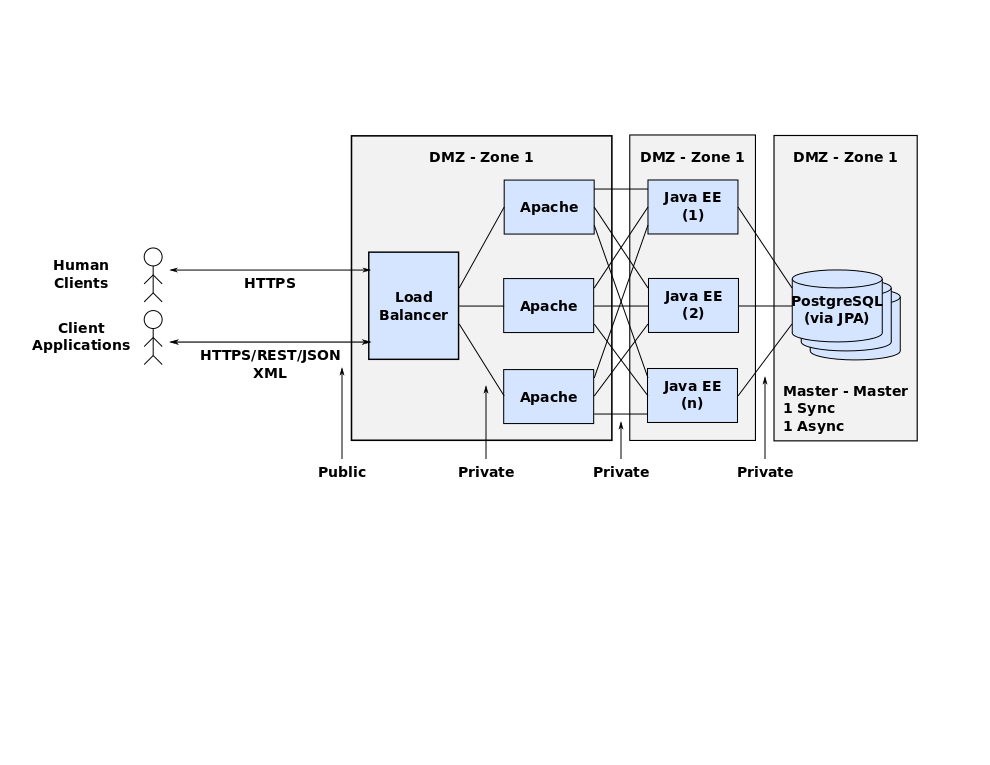 DMZ - Zone 1
DMZ - Zone 1
DMZ - Zone 1
Human
Clients
HTTPS
Client
Applications
HTTPS/REST/JSON
XML
Load
Balancer
Apache
Apache
Apache
Java EE
(1)
Java EE
(2)
Java EE
(n)
PostgreSQL
(via JPA)
Master - Master
1 Sync
1 Async
Public
Private
Private
Private